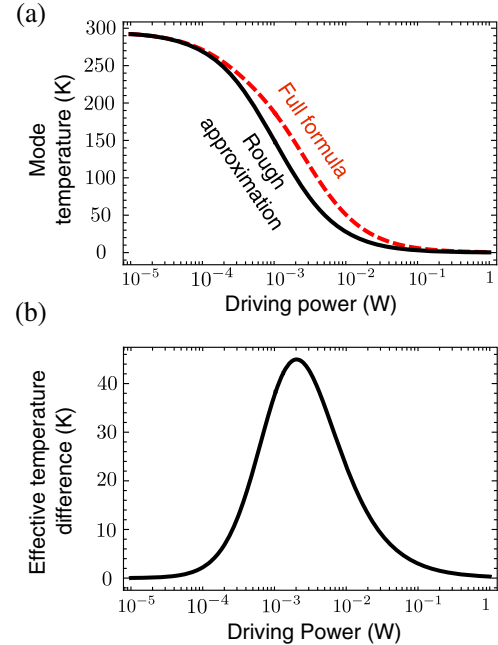 (a)
Mode
temperature (K)
300
250
200
150
100
50
0
Full formula
Rough
approximation
10⁻⁵
10⁻⁴
10⁻³
10⁻²
10⁻¹
1
Driving power (W)
(b)
Effective temperature
difference (K)
40
30
20
10
0
10⁻⁵
10⁻⁴
10⁻³
10⁻²
10⁻¹
1
Driving Power (W)